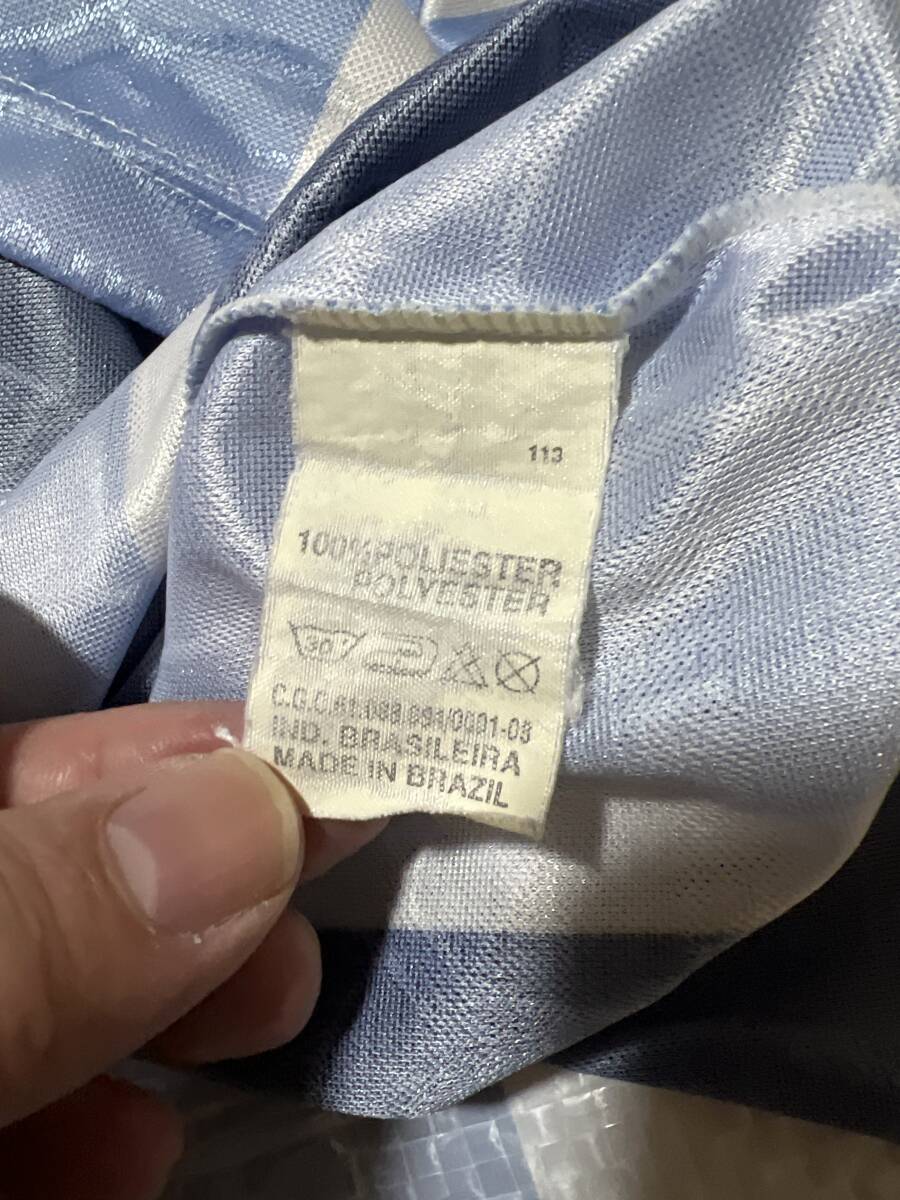 113
100% POLIESTER
POLYESTER
30°
C.G.C.61.088.894/0001-08
IND. BRASILEIRA
MADE IN BRAZIL